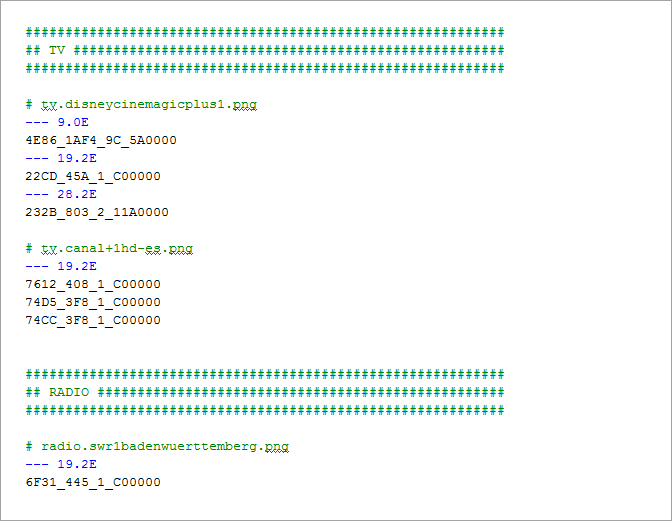 ############################################################
## TV ######################################################
############################################################
# tv.disneycinemagicplus1.png
--- 9.0E
4E86_1AF4_9C_5A0000
--- 19.2E
22CD_45A_1_C00000
--- 28.2E
232B_803_2_11A0000
# tv.canal+1hd-es.png
--- 19.2E
7612_408_1_C00000
74D5_3F8_1_C00000
74CC_3F8_1_C00000
############################################################
## RADIO ###################################################
############################################################
# radio.swr1badenwuerttemberg.png
--- 19.2E
6F31_445_1_C00000